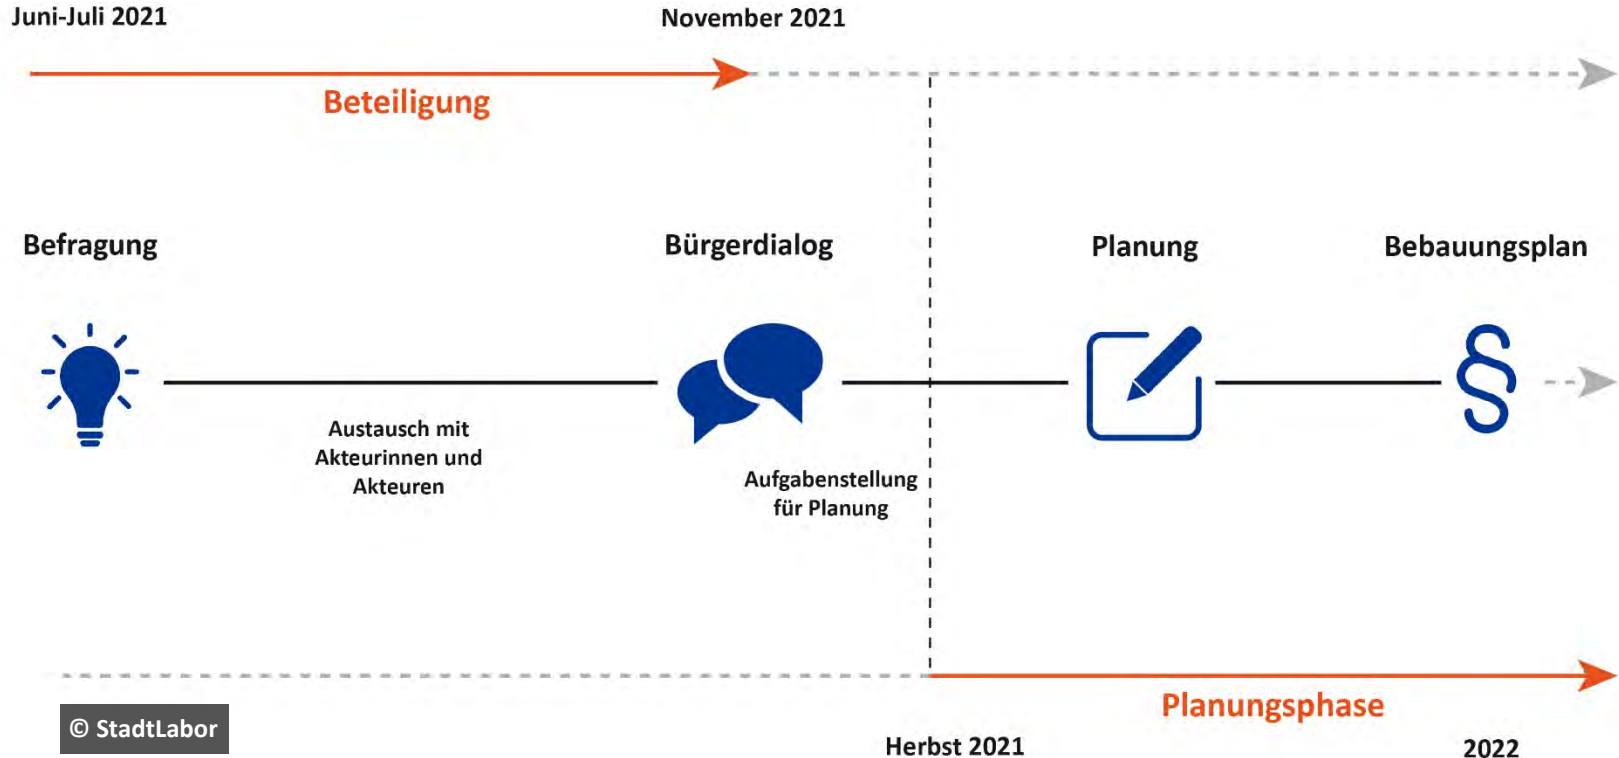 Juni-Juli 2021
November 2021
Beteiligung
Befragung
Bürgerdialog
Planung
Bebauungsplan
§
Austausch mit
Akteurinnen und
Akteuren
Aufgabenstellung
für Planung
Planungsphase
© StadtLabor
Herbst 2021
2022